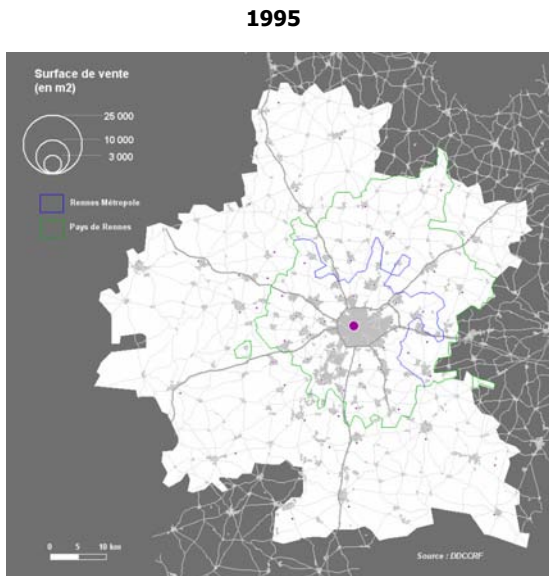 1995
Surface de vente
(en m2)
25 000
10 000
3 000
Rennes Métropole
Pays de Rennes
0 5 10 km
Source : DDCCRF